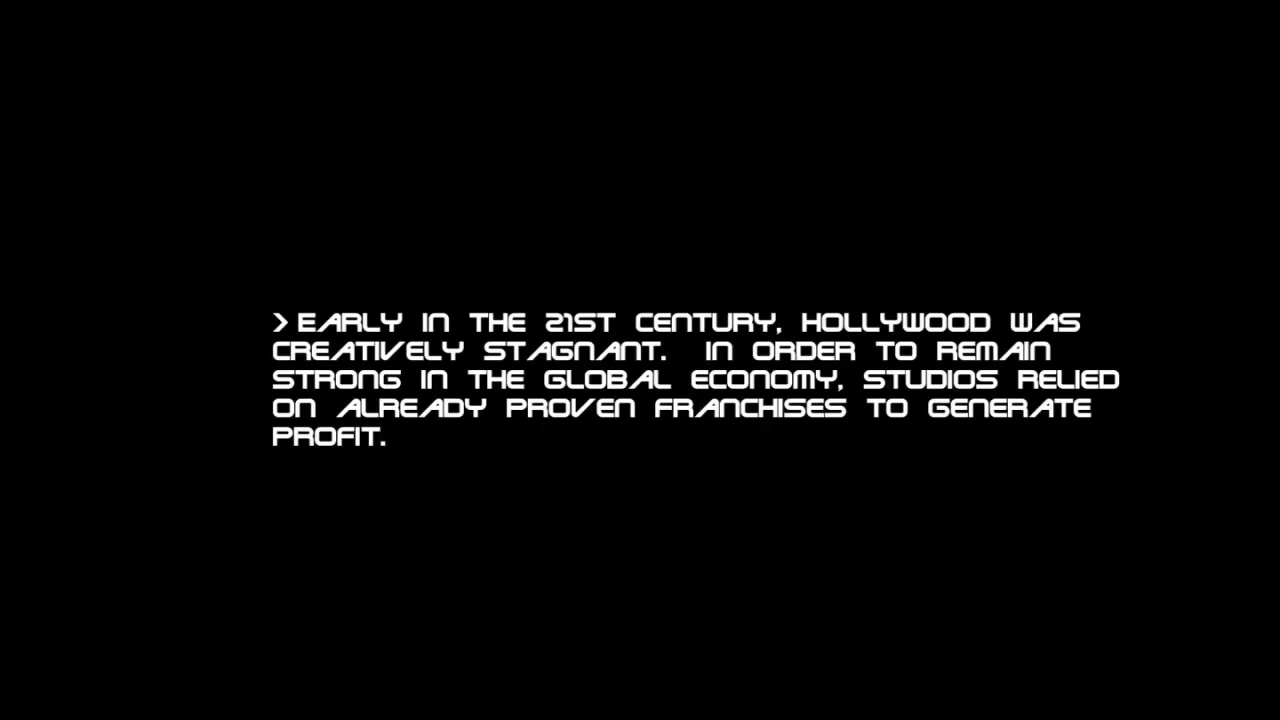 > EARLY IN THE 21ST CENTURY, HOLLYWOOD WAS
CREATIVELY STAGNANT.  IN ORDER TO REMAIN
STRONG IN THE GLOBAL ECONOMY, STUDIOS RELIED
ON ALREADY PROVEN FRANCHISES TO GENERATE
PROFIT.